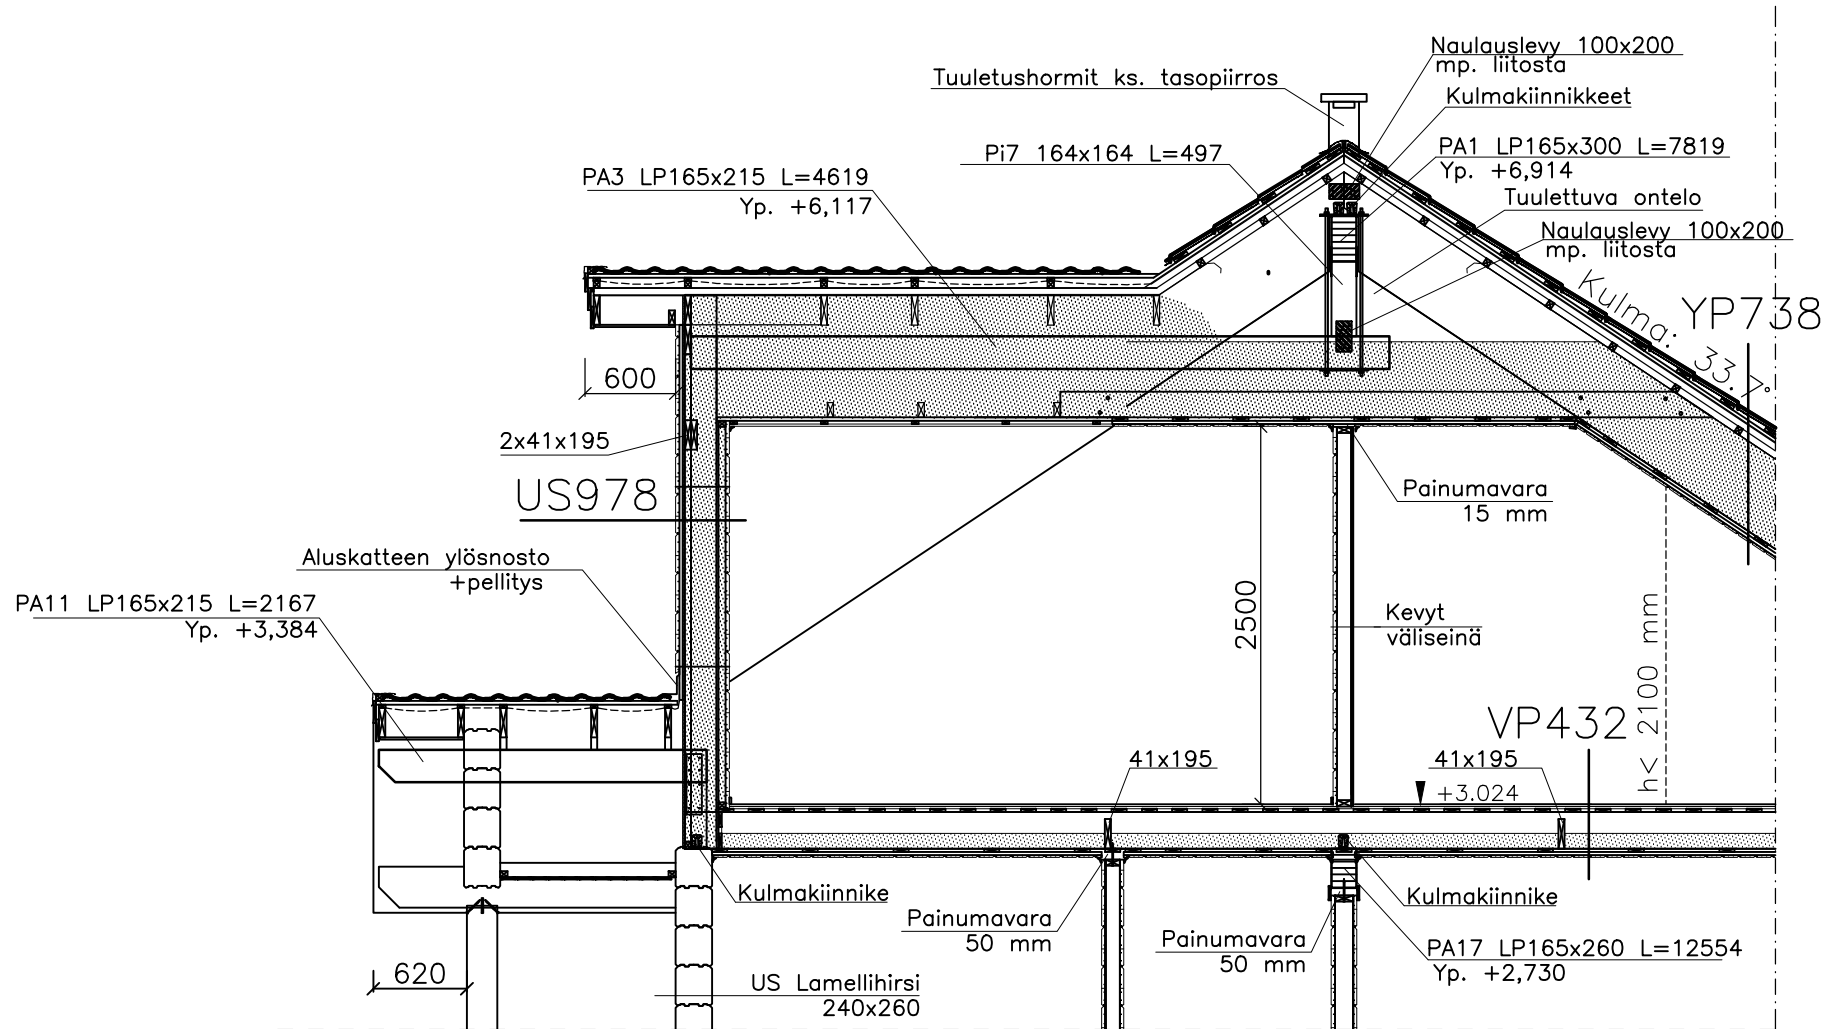 Naulauslevy 100x200
mp. liitosta
Tuuletushormit ks. tasopiirros
Kulmakiinnikkeet
Pi7 164x164 L=497
PA1 LP165x300 L=7819
Yp. +6,914
PA3 LP165x215 L=4619
Yp. +6,117
Tuulettuva ontelo
Naulauslevy 100x200
mp. liitosta
Kulma: 33.7°
YP738
600
2x41x195
US978
Painumavara
15 mm
Aluskatteen ylösnosto
+pellitys
PA11 LP165x215 L=2167
Yp. +3,384
2500
Kevyt
väliseinä
h< 2100 mm
VP432
41x195
41x195
+3.024
Kulmakiinnike
Kulmakiinnike
Painumavara
50 mm
Painumavara
50 mm
PA17 LP165x260 L=12554
Yp. +2,730
620
US Lamellihirsi
240x260